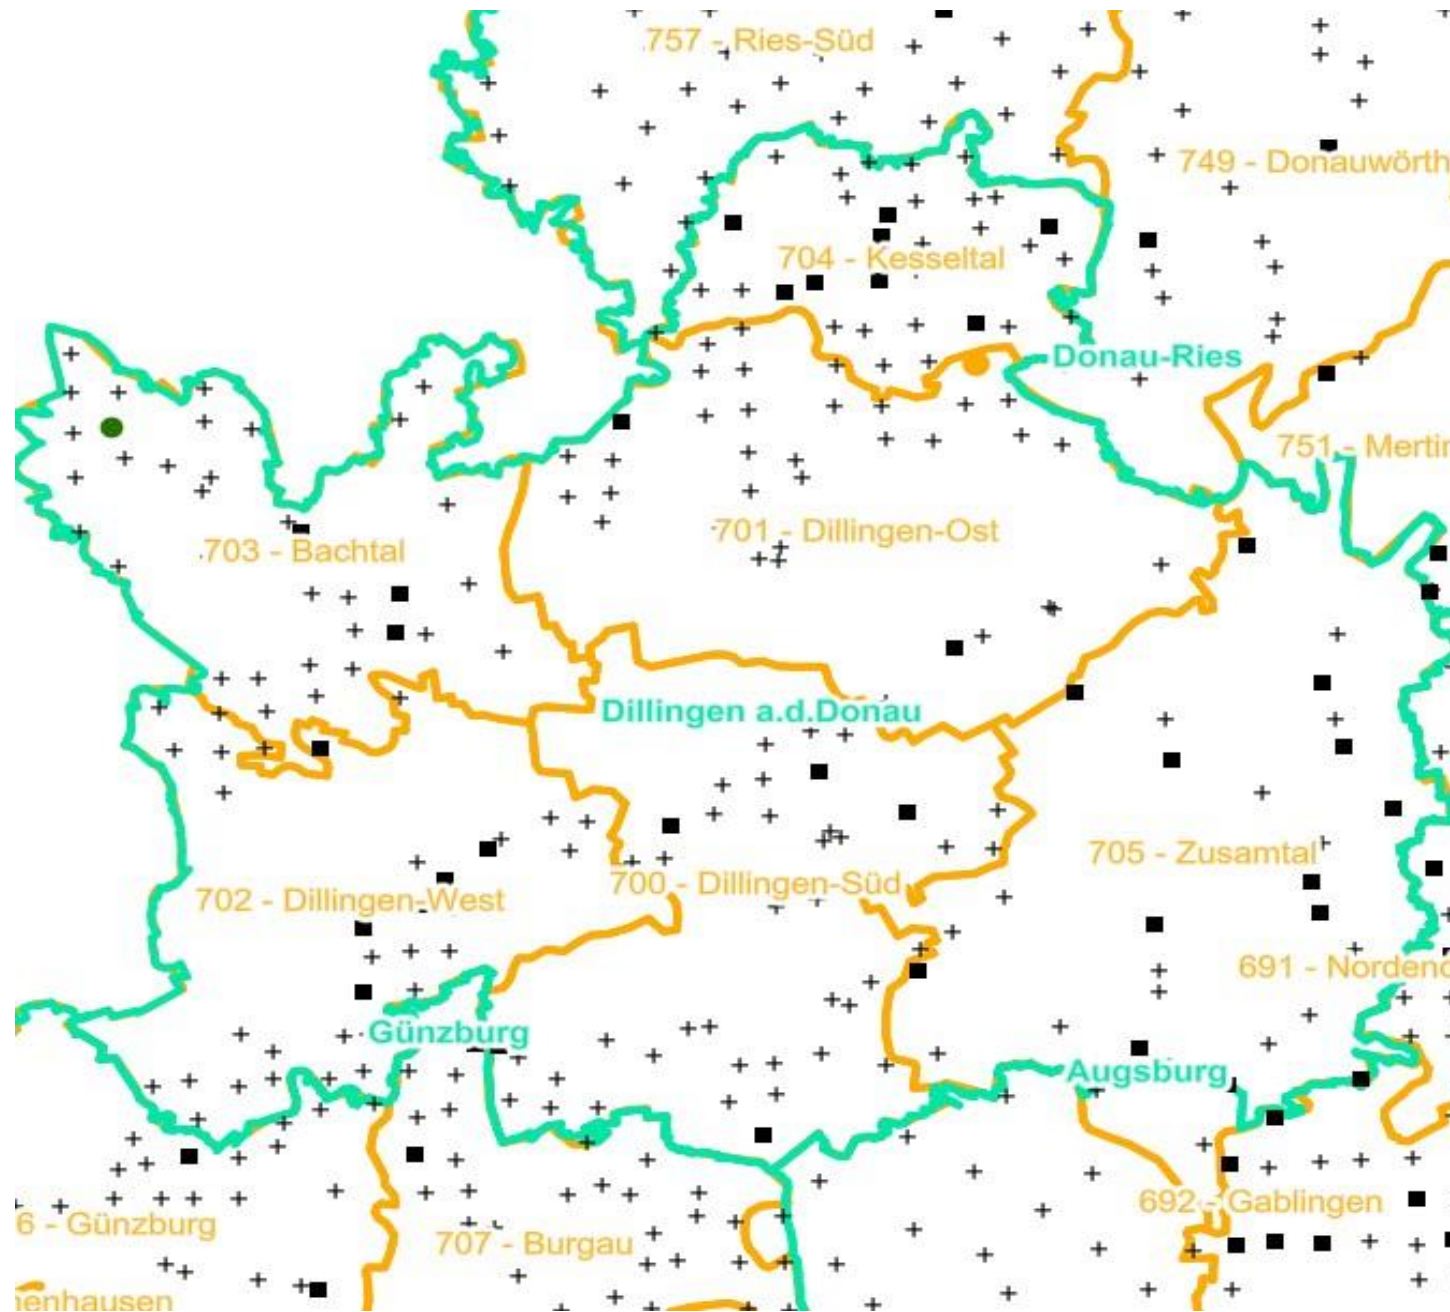 757 - Ries-Süd
749 - Donauwörth
704 - Kesseltal
Donau-Ries
751 - Mertin
701 - Dillingen-Ost
703 - Bachtal
Dillingen a.d.Donau
705 - Zusamtal
700 - Dillingen-Süd
702 - Dillingen-West
691 - Nordend
Günzburg
Augsburg
692 - Gablingen
6 - Günzburg
707 - Burgau
enhausen